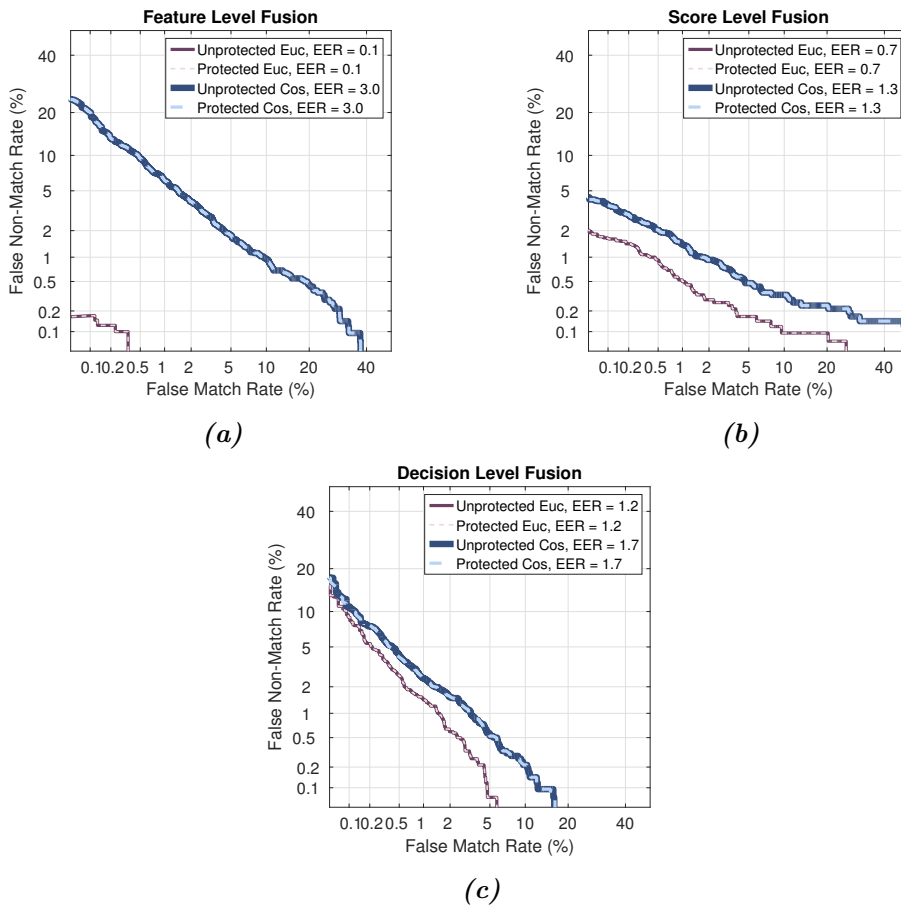 Feature Level Fusion
Unprotected Euc, EER = 0.1
Protected Euc, EER = 0.1
Unprotected Cos, EER = 3.0
Protected Cos, EER = 3.0
False Non-Match Rate (%)
40
20
10
5
2
1
0.5
0.2
0.1
0.1 0.2 0.5 1 2 5 10 20 40
False Match Rate (%)
(a)
Score Level Fusion
Unprotected Euc, EER = 0.7
Protected Euc, EER = 0.7
Unprotected Cos, EER = 1.3
Protected Cos, EER = 1.3
False Non-Match Rate (%)
40
20
10
5
2
1
0.5
0.2
0.1
0.1 0.2 0.5 1 2 5 10 20 40
False Match Rate (%)
(b)
Decision Level Fusion
Unprotected Euc, EER = 1.2
Protected Euc, EER = 1.2
Unprotected Cos, EER = 1.7
Protected Cos, EER = 1.7
False Non-Match Rate (%)
40
20
10
5
2
1
0.5
0.2
0.1
0.1 0.2 0.5 1 2 5 10 20 40
False Match Rate (%)
(c)